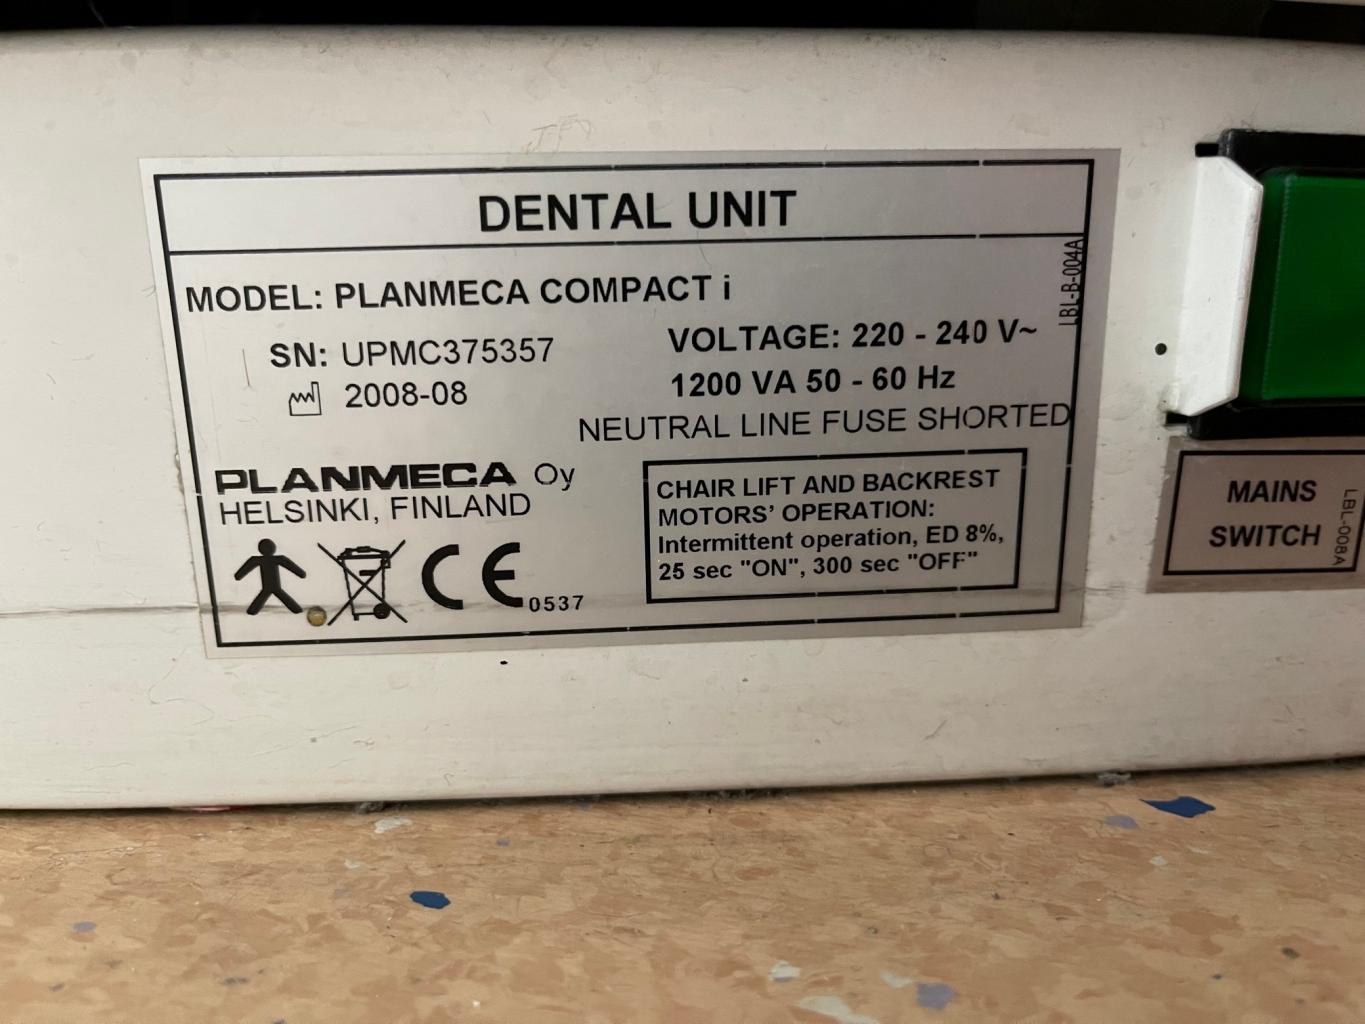 DENTAL UNIT
MODEL: PLANMECA COMPACT i
SN: UPMC375357
2008-08
VOLTAGE: 220 - 240 V~
1200 VA 50 - 60 Hz
NEUTRAL LINE FUSE SHORTED
PLANMECA Oy
HELSINKI, FINLAND
CE 0537
CHAIR LIFT AND BACKREST
MOTORS' OPERATION:
Intermittent operation, ED 8%,
25 sec "ON", 300 sec "OFF"
LBL-B-004A
MAINS
SWITCH
LBL-008A